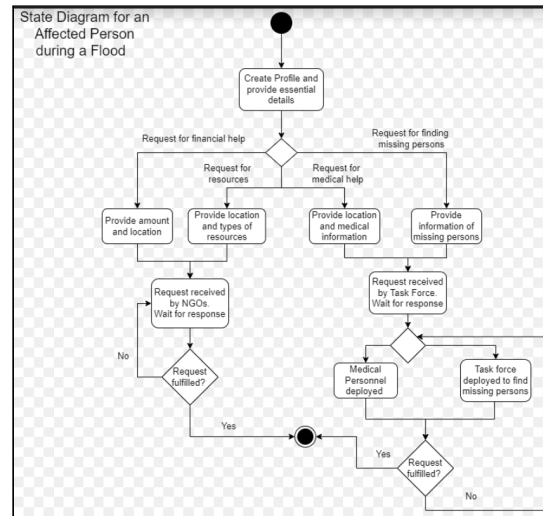 State Diagram for an
Affected Person
during a Flood
Create Profile and
provide essential
details
Request for financial help
Request for finding
missing persons
Request for
resources
Request for
medical help
Provide amount
and location
Provide location
and types of
resources
Provide location
and medical
information
Provide
information of
missing persons
Request received
by NGOs.
Wait for response
Request received
by Task Force.
Wait for response
No
Request
fulfilled?
Medical
Personnel
deployed
Task force
deployed to find
missing persons
Yes
Yes
Request
fulfilled?
No